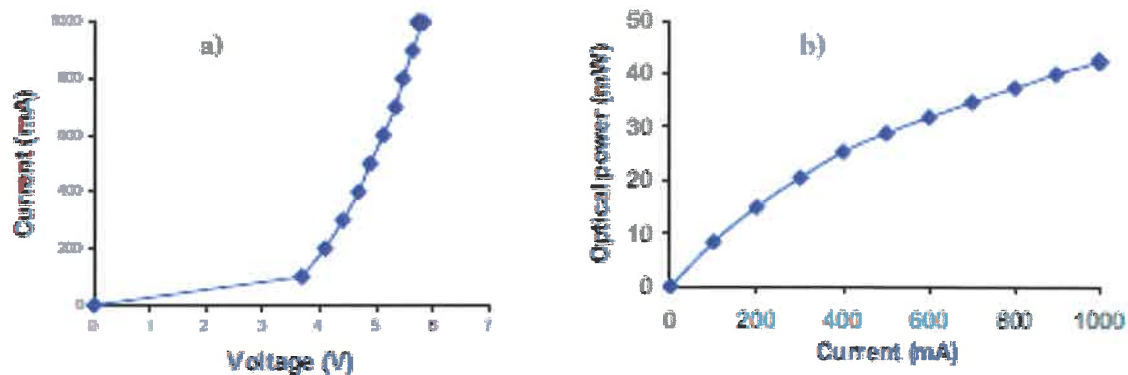 a)
1000
800
600
400
200
0
0 1 2 3 4 5 6 7
Current (mA)
Voltage (V)
b)
50
40
30
20
10
0
0 200 400 600 800 1000
Optical power (mW)
Current (mA)